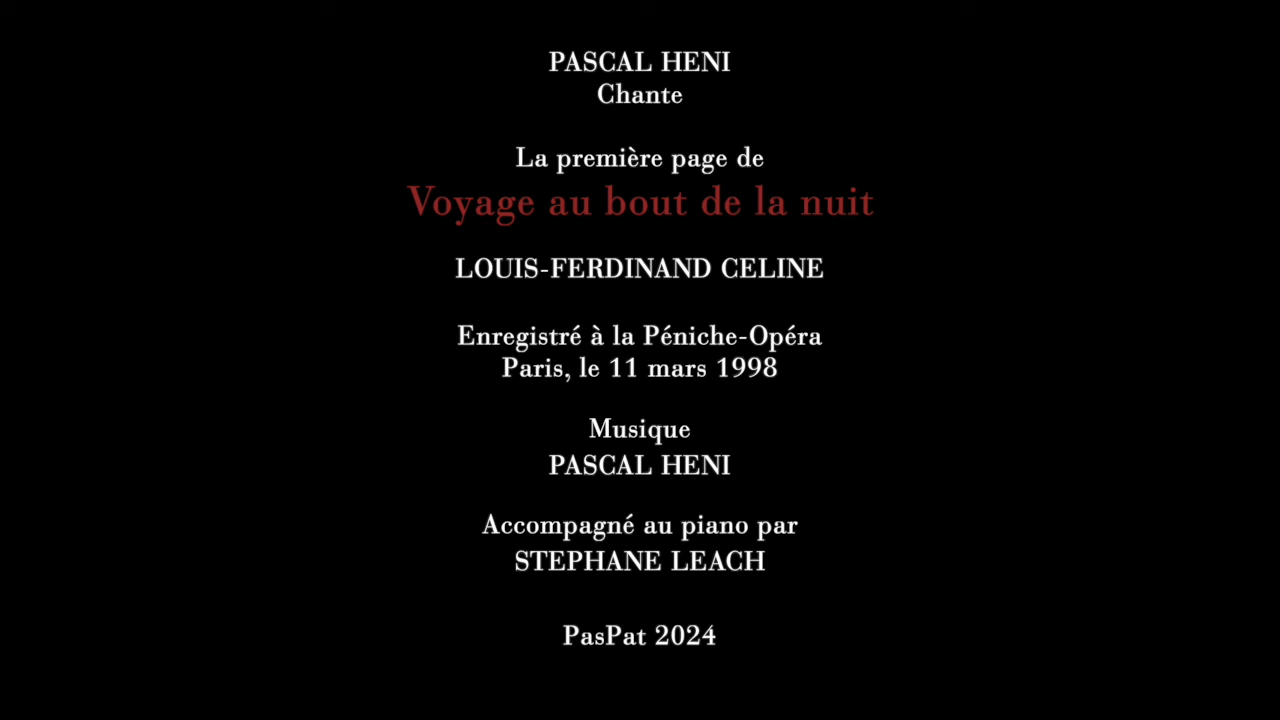 PASCAL HENI
Chante
La première page de
Voyage au bout de la nuit
LOUIS-FERDINAND CELINE
Enregistré à la Péniche-Opéra
Paris, le 11 mars 1998
Musique
PASCAL HENI
Accompagné au piano par
STEPHANE LEACH
PasPat 2024